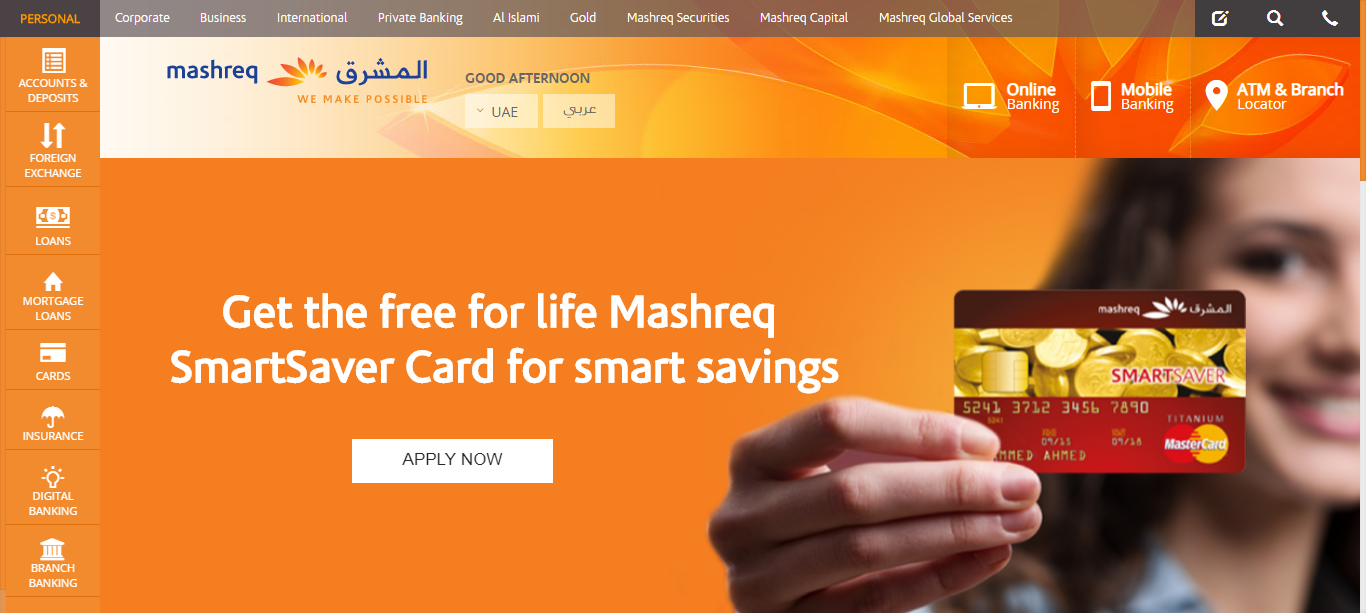 PERSONAL
Corporate
Business
International
Private Banking
Al Islami
Gold
Mashreq Securities
Mashreq Capital
Mashreq Global Services
ACCOUNTS &
DEPOSITS
FOREIGN
EXCHANGE
LOANS
MORTGAGE
LOANS
CARDS
INSURANCE
DIGITAL
BANKING
BRANCH
BANKING
mashreq المشرق
WE MAKE POSSIBLE
GOOD AFTERNOON
UAE
عربي
Online
Banking
Mobile
Banking
ATM & Branch
Locator
Get the free for life Mashreq
SmartSaver Card for smart savings
APPLY NOW
mashreq المشرق
SMARTSAVER
5241 3712 3456 7890
5241
TITANIUM
09/15 09/18
MMED AHMED
MasterCard